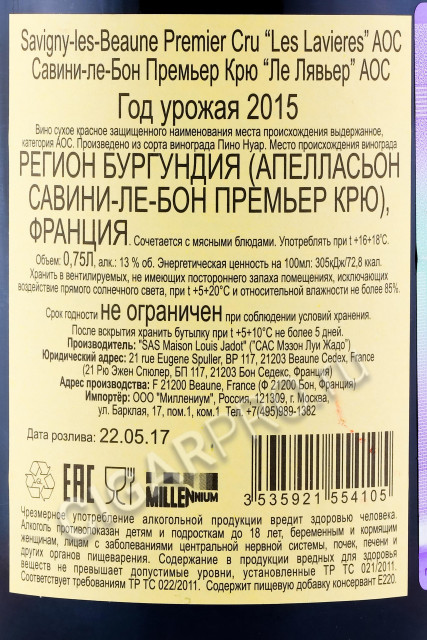 Savigny-les-Beaune Premier Cru “Les Lavieres” AOC
Савини-ле-Бон Премьер Крю “Ле Лявьер” АОС
Год урожая 2015
Вино сухое красное защищенного наименования места происхождения выдержанное,
категория АОС. Произведено из сорта винограда Пино Нуар. Место происхождения винограда
РЕГИОН БУРГУНДИЯ (АПЕЛЛАСЬОН
САВИНИ-ЛЕ-БОН ПРЕМЬЕР КРЮ),
ФРАНЦИЯ. Сочетается с мясными блюдами. Употреблять при t +16+18°С.
Объем: 0,75Л, алк.: 13 % об. Энергетическая ценность на 100мл: 305кДж/72,8 ккал.
Хранить в вентилируемых, не имеющих постороннего запаха помещениях, исключающих
воздействие прямого солнечного света, при t +5+20°С и относительной влажности не более 85%.
Срок годности не ограничен при соблюдении условий хранения.
После вскрытия хранить бутылку при t +5+10°С не более 5 дней.
Производитель: "SAS Maison Louis Jadot" ("САС Мэзон Луи Жадо")
Юридический адрес: 21 rue Eugene Spuller, BP 117, 21203 Beaune Cedex, France
(21 Рю Эжен Спюлер, БП 117, 21203 Бон Седекс, Франция)
Адрес производства: F 21200 Beaune, France (Ф 21200 Бон, Франция)
Импортёр: ООО "Миллениум", Россия, 121309, г. Москва,
ул. Барклая, 17, пом.1, ком.1 Тел. +7(495)989-1382
Дата розлива: 22.05.17
EAC
MILLENNIUM
3 535921 554105
CIGARPRO.RU
Чрезмерное употребление алкогольной продукции вредит здоровью человека.
Алкоголь противопоказан детям и подросткам до 18 лет, беременным и кормящим
женщинам, лицам с заболеваниями центральной нервной системы, почек, печени и
других органов пищеварения. Содержание в продукции вредных для здоровья
веществ не превышает допустимые уровни, установленные ТР ТС 021/2011.
Соответствует требованиям ТР ТС 022/2011. Содержит пищевую добавку консервант Е220.